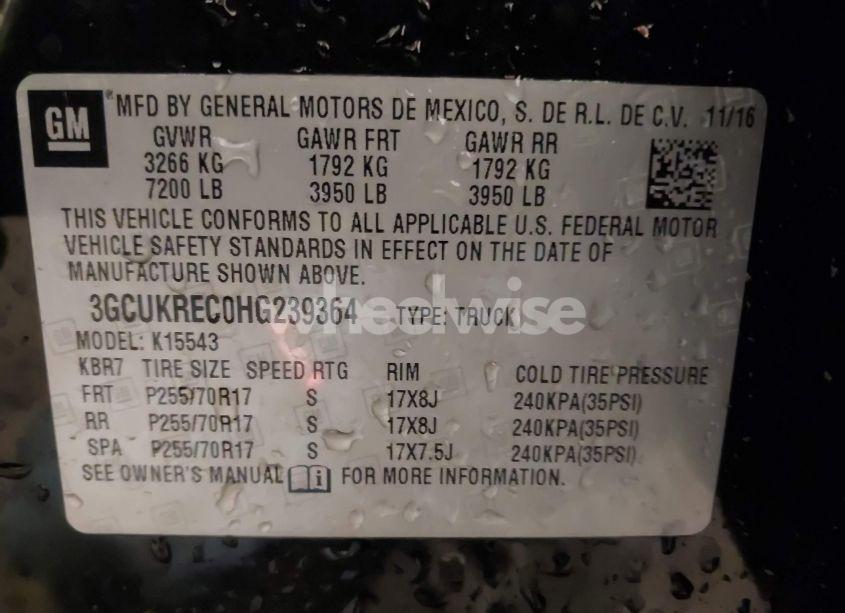 GM
MFD BY GENERAL MOTORS DE MEXICO, S. DE R.L. DE C.V. 11/16
GVWR GAWR FRT GAWR RR
3266 KG 1792 KG 1792 KG
7200 LB 3950 LB 3950 LB
THIS VEHICLE CONFORMS TO ALL APPLICABLE U.S. FEDERAL MOTOR
VEHICLE SAFETY STANDARDS IN EFFECT ON THE DATE OF
MANUFACTURE SHOWN ABOVE.
3GCUKREC0HG239364 TYPE: TRUCK
wheelwise
MODEL: K15543
KBR7 TIRE SIZE SPEED RTG RIM COLD TIRE PRESSURE
FRT P255/70R17 S 17X8J 240KPA(35PSI)
RR P255/70R17 S 17X8J 240KPA(35PSI)
SPA P255/70R17 S 17X7.5J 240KPA(35PSI)
SEE OWNER'S MANUAL i FOR MORE INFORMATION.